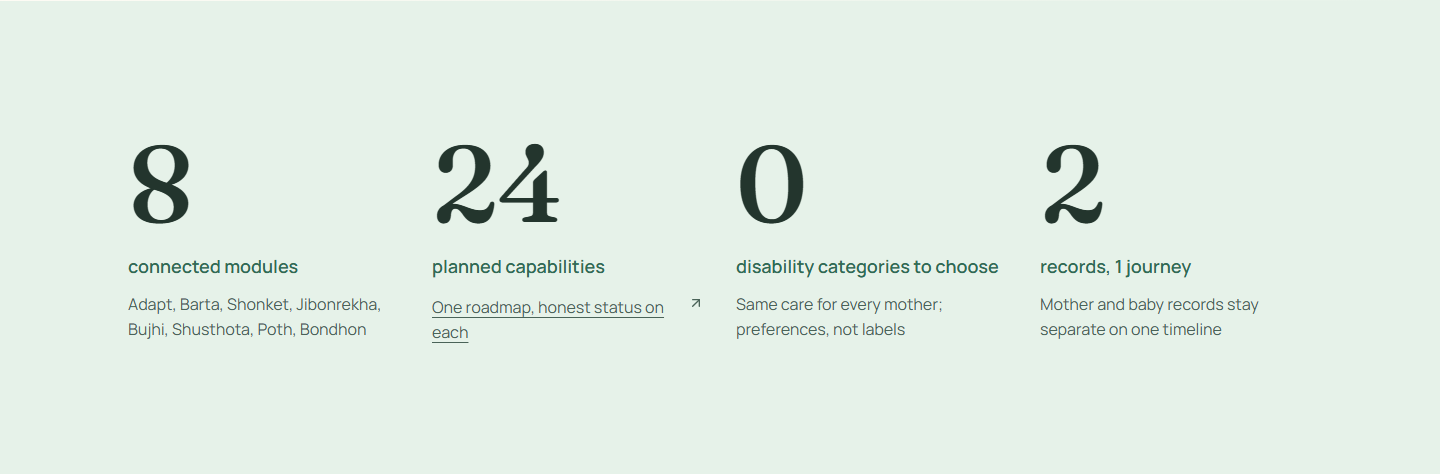 8
connected modules
Adapt, Barta, Shonket, Jibonrekha,
Bujhi, Shusthota, Poth, Bondhon
24
planned capabilities
One roadmap, honest status on
each
0
disability categories to choose
Same care for every mother;
preferences, not labels
2
records, 1 journey
Mother and baby records stay
separate on one timeline